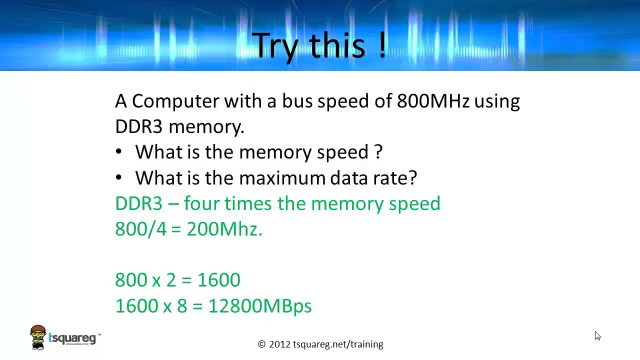 Try this !
A Computer with a bus speed of 800MHz using
DDR3 memory.
• What is the memory speed ?
• What is the maximum data rate?
DDR3 – four times the memory speed
800/4 = 200Mhz.
800 x 2 = 1600
1600 x 8 = 12800MBps
tsquareg
© 2012 tsquareg.net/training